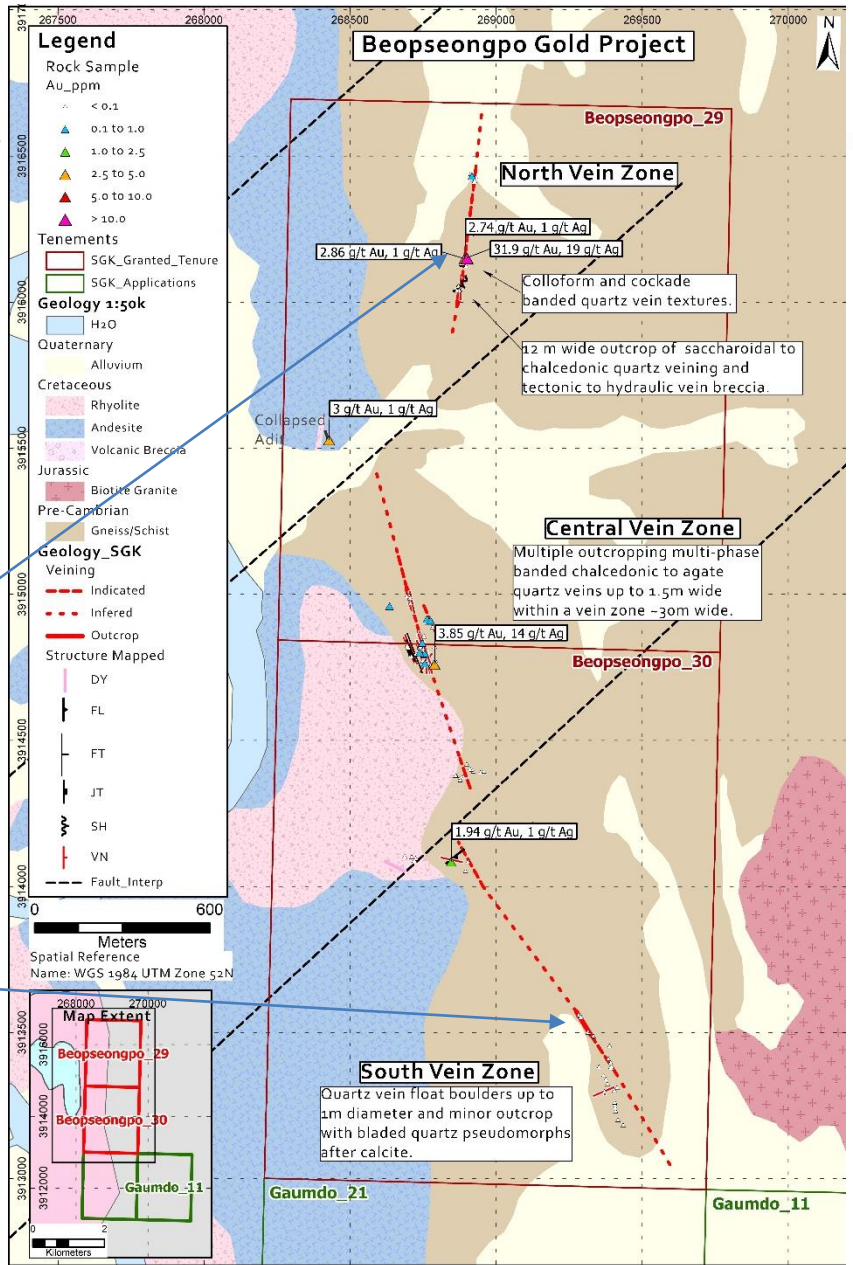 267500
268000
268500
269000
269500
270000
Beopseongpo Gold Project
N
Legend
Rock Sample
Au_ppm
< 0.1
0.1 to 1.0
1.0 to 2.5
2.5 to 5.0
5.0 to 10.0
> 10.0
Tenements
SGK_Granted_Tenure
SGK_Applications
Geology 1:50k
H2O
Quaternary
Alluvium
Cretaceous
Rhyolite
Andesite
Volcanic Breccia
Jurassic
Biotite Granite
Pre-Cambrian
Gneiss/Schist
Geology_SGK
Veining
Indicated
Infered
Outcrop
Structure Mapped
DY
FL
FT
JT
SH
VN
Fault_Interp
0 600
Meters
Spatial Reference
Name: WGS 1984 UTM Zone 52N
3916500
3916000
3915500
3915000
3914500
3914000
3913500
3913000
Beopseongpo_29
North Vein Zone
2.74 g/t Au, 1 g/t Ag
2.86 g/t Au, 1 g/t Ag
31.9 g/t Au, 19 g/t Ag
Colloform and cockade
banded quartz vein textures.
12 m wide outcrop of saccharoidal to
chalcedonic quartz veining and
tectonic to hydraulic vein breccia.
3 g/t Au, 1 g/t Ag
Collapsed
Adit
Central Vein Zone
Multiple outcropping multi-phase
banded chalcedonic to agate
quartz veins up to 1.5m wide
within a vein zone ~30m wide.
3.85 g/t Au, 14 g/t Ag
Beopseongpo_30
1.94 g/t Au, 1 g/t Ag
South Vein Zone
Quartz vein float boulders up to
1m diameter and minor outcrop
with bladed quartz pseudomorphs
after calcite.
Gaumdo_21
Gaumdo_11
268000 270000
Map Extent
3916000
3914000
3912000
Beopseongpo_29
Beopseongpo_30
Gaumdo_11
0 2
Kilometers